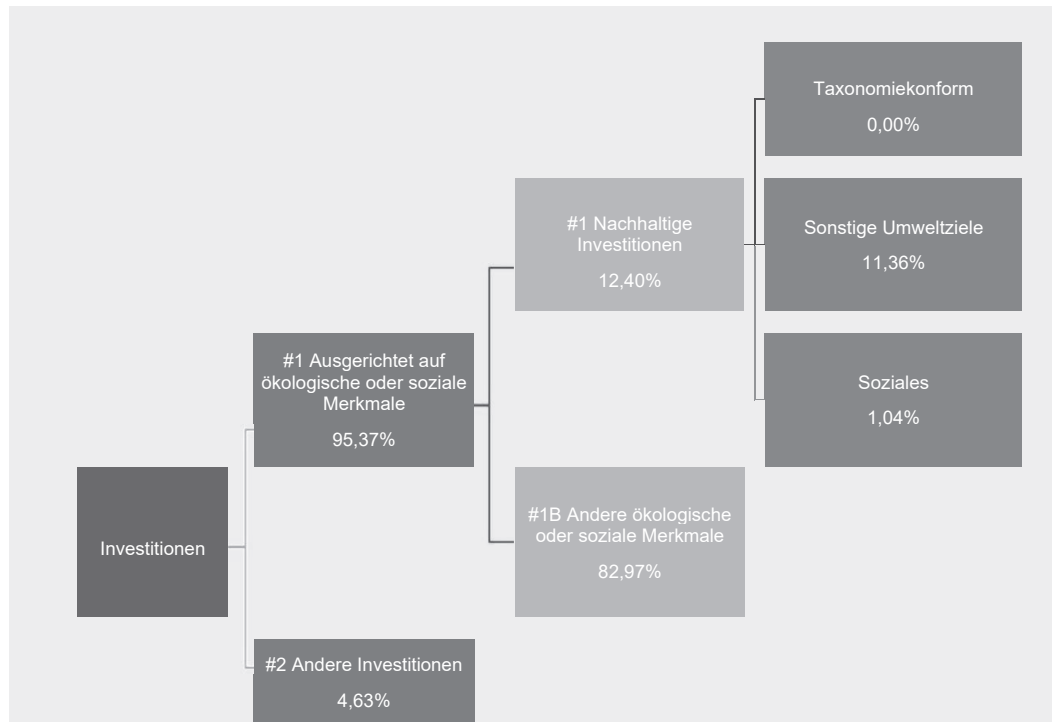 Taxonomiekonform
0,00%
#1 Nachhaltige
Investitionen
12,40%
Sonstige Umweltziele
11,36%
#1 Ausgerichtet auf
ökologische oder soziale
Merkmale
95,37%
Soziales
1,04%
Investitionen
#1B Andere ökologische
oder soziale Merkmale
82,97%
#2 Andere Investitionen
4,63%